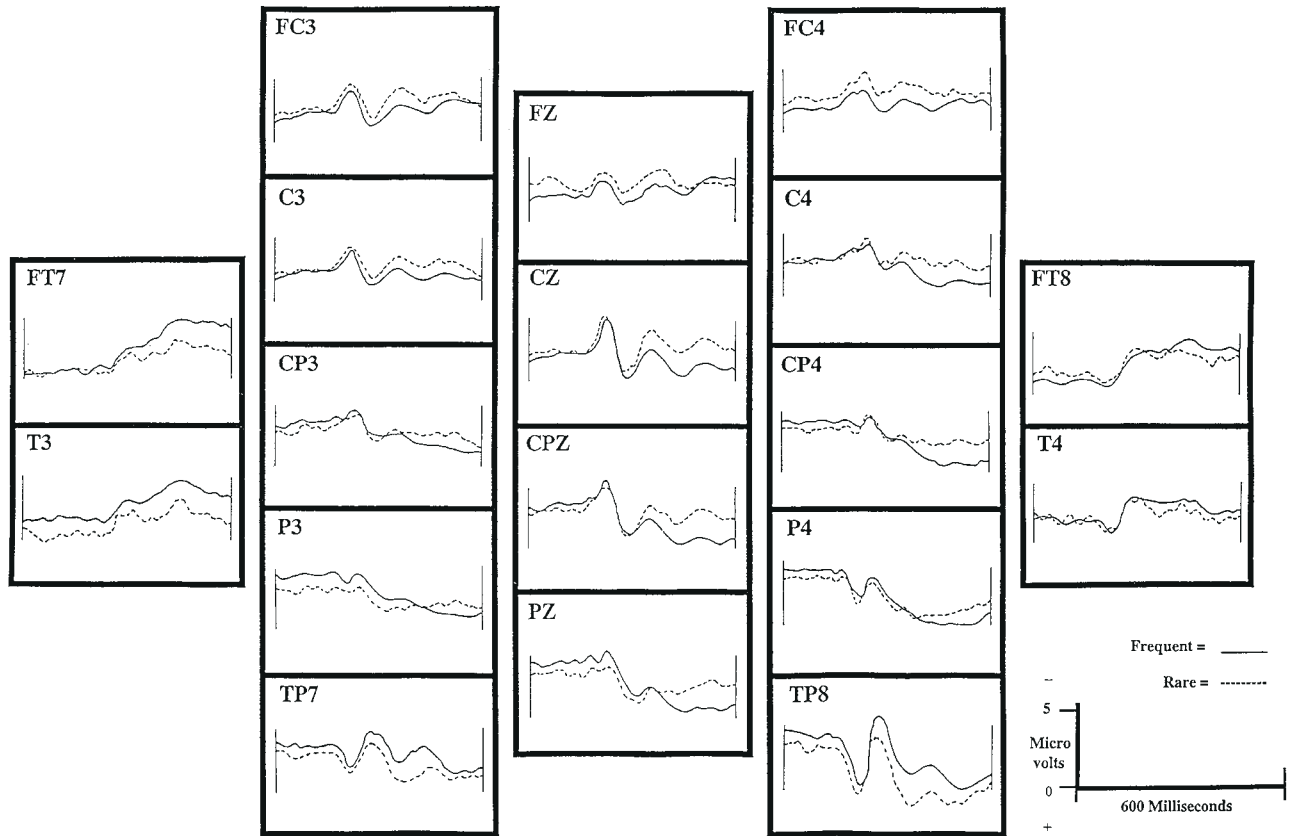 FC3
FC4
FZ
C3
C4
FT7
CZ
FT8
CP3
CP4
T3
CPZ
T4
P3
P4
PZ
Frequent =
Rare =
TP7
TP8
–
5
Micro
volts
0
600 Milliseconds
+